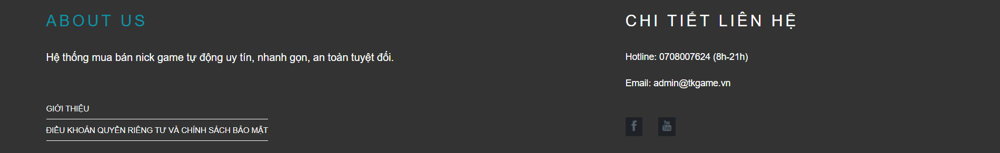 ABOUT US
Hệ thống mua bán nick game tự động uy tín, nhanh gọn, an toàn tuyệt đối.
GIỚI THIỆU
ĐIỀU KHOẢN QUYỀN RIÊNG TƯ VÀ CHÍNH SÁCH BẢO MẬT
CHI TIẾT LIÊN HỆ
Hotline: 0708007624 (8h-21h)
Email: admin@tkgame.vn
f
You
Tube